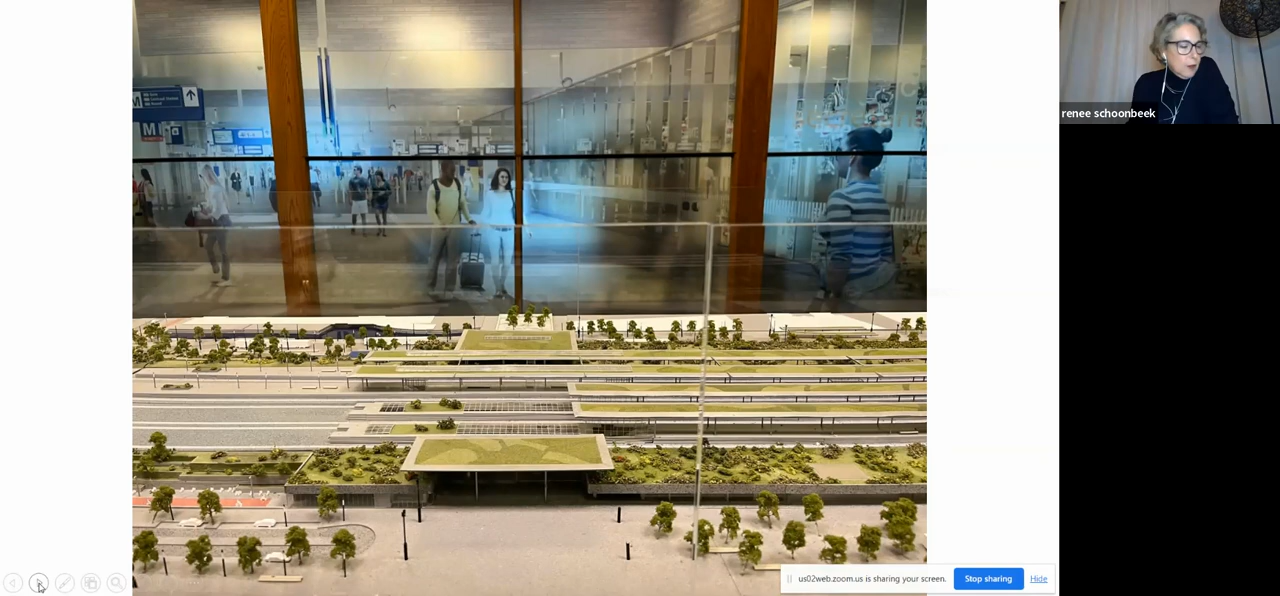 renee schoonbeek
M
us02web.zoom.us is sharing your screen.
Stop sharing
Hide